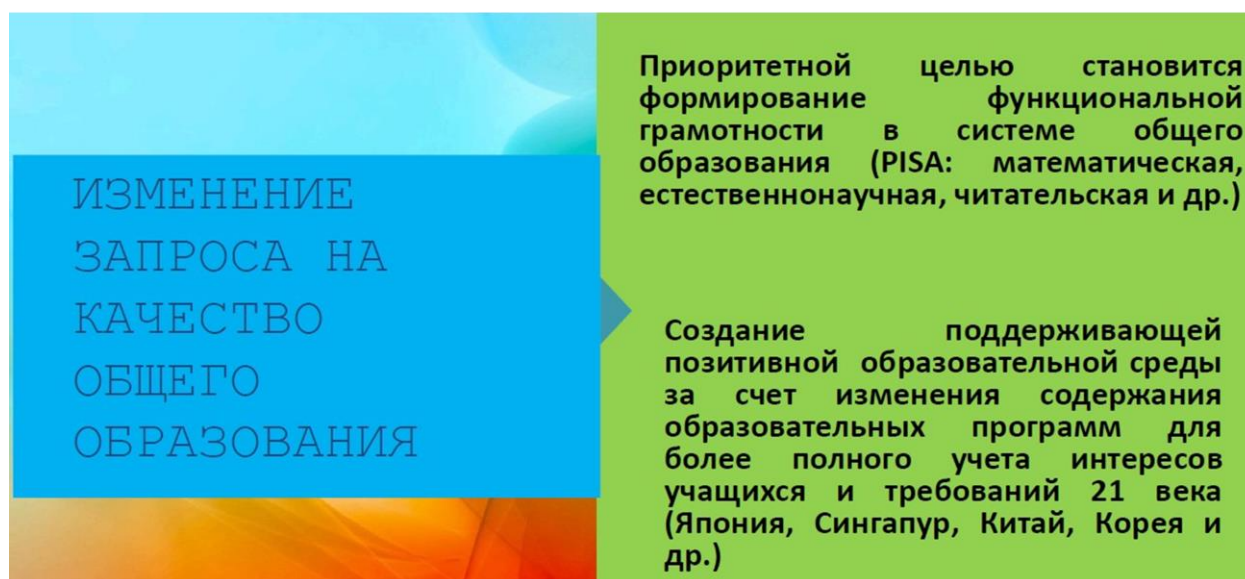 ИЗМЕНЕНИЕ
ЗАПРОСА НА
КАЧЕСТВО
ОБЩЕГО
ОБРАЗОВАНИЯ
Приоритетной целью становится
формирование функциональной
грамотности в системе общего
образования (PISA: математическая,
естественнонаучная, читательская и др.)
Создание поддерживающей
позитивной образовательной среды
за счет изменения содержания
образовательных программ для
более полного учета интересов
учащихся и требований 21 века
(Япония, Сингапур, Китай, Корея и
др.)